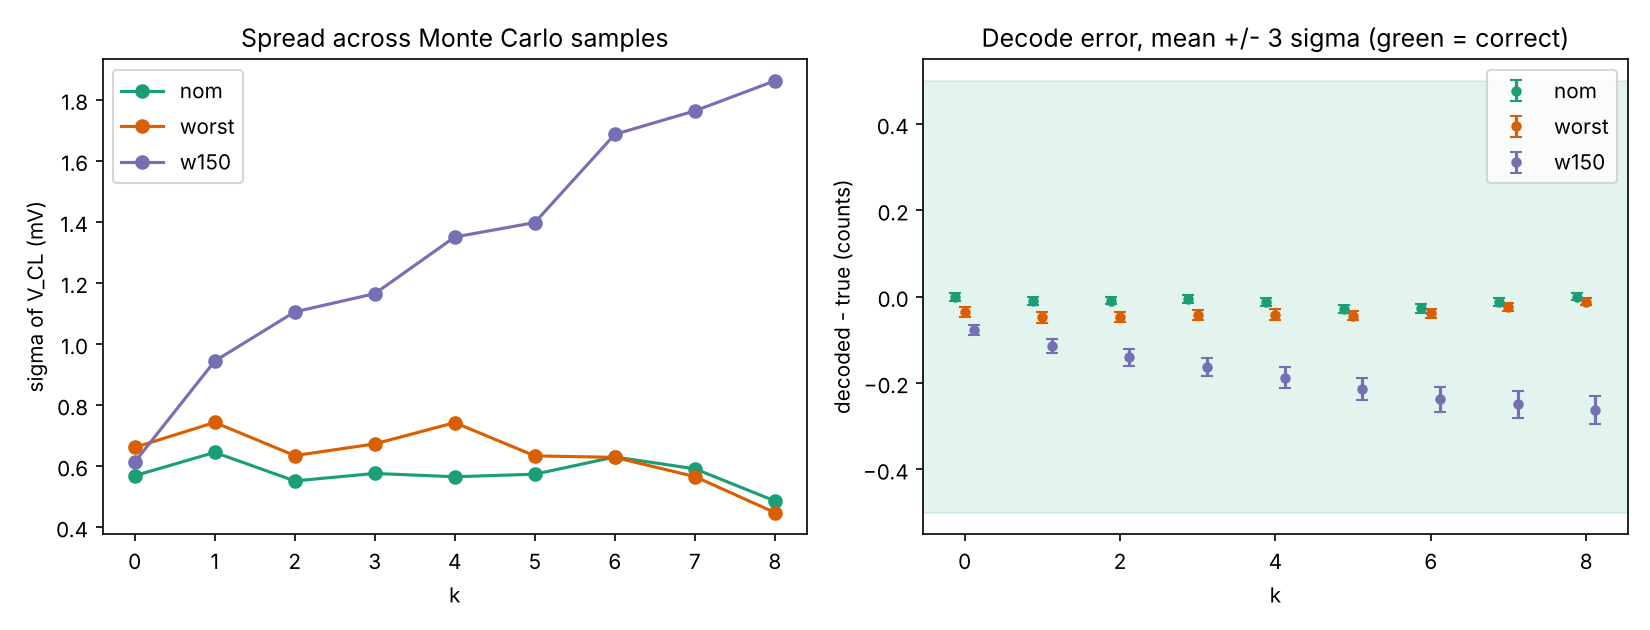 Spread across Monte Carlo samples
sigma of V_CL (mV)
1.8
1.6
1.4
1.2
1.0
0.8
0.6
0.4
nom
worst
w150
0 1 2 3 4 5 6 7 8
k
Decode error, mean +/- 3 sigma (green = correct)
decoded - true (counts)
0.4
0.2
0.0
−0.2
−0.4
nom
worst
w150
0 2 4 6 8
k